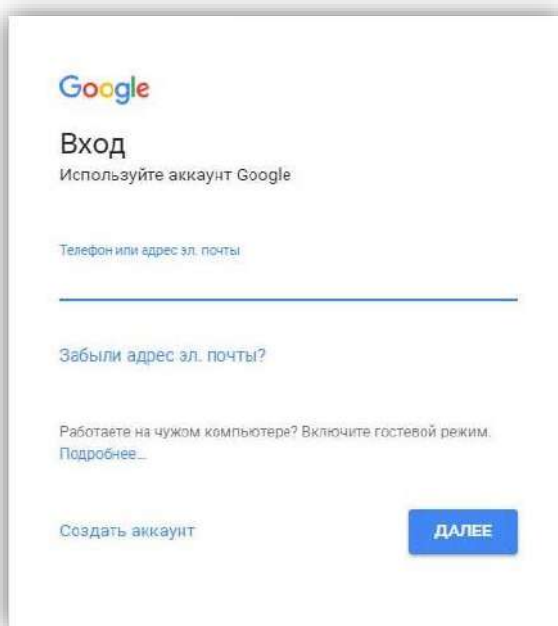 Google
Вход
Используйте аккаунт Google
Телефон или адрес эл. почты
Забыли адрес эл. почты?
Работаете на чужом компьютере? Включите гостевой режим.
Подробнее...
Создать аккаунт
ДАЛЕЕ